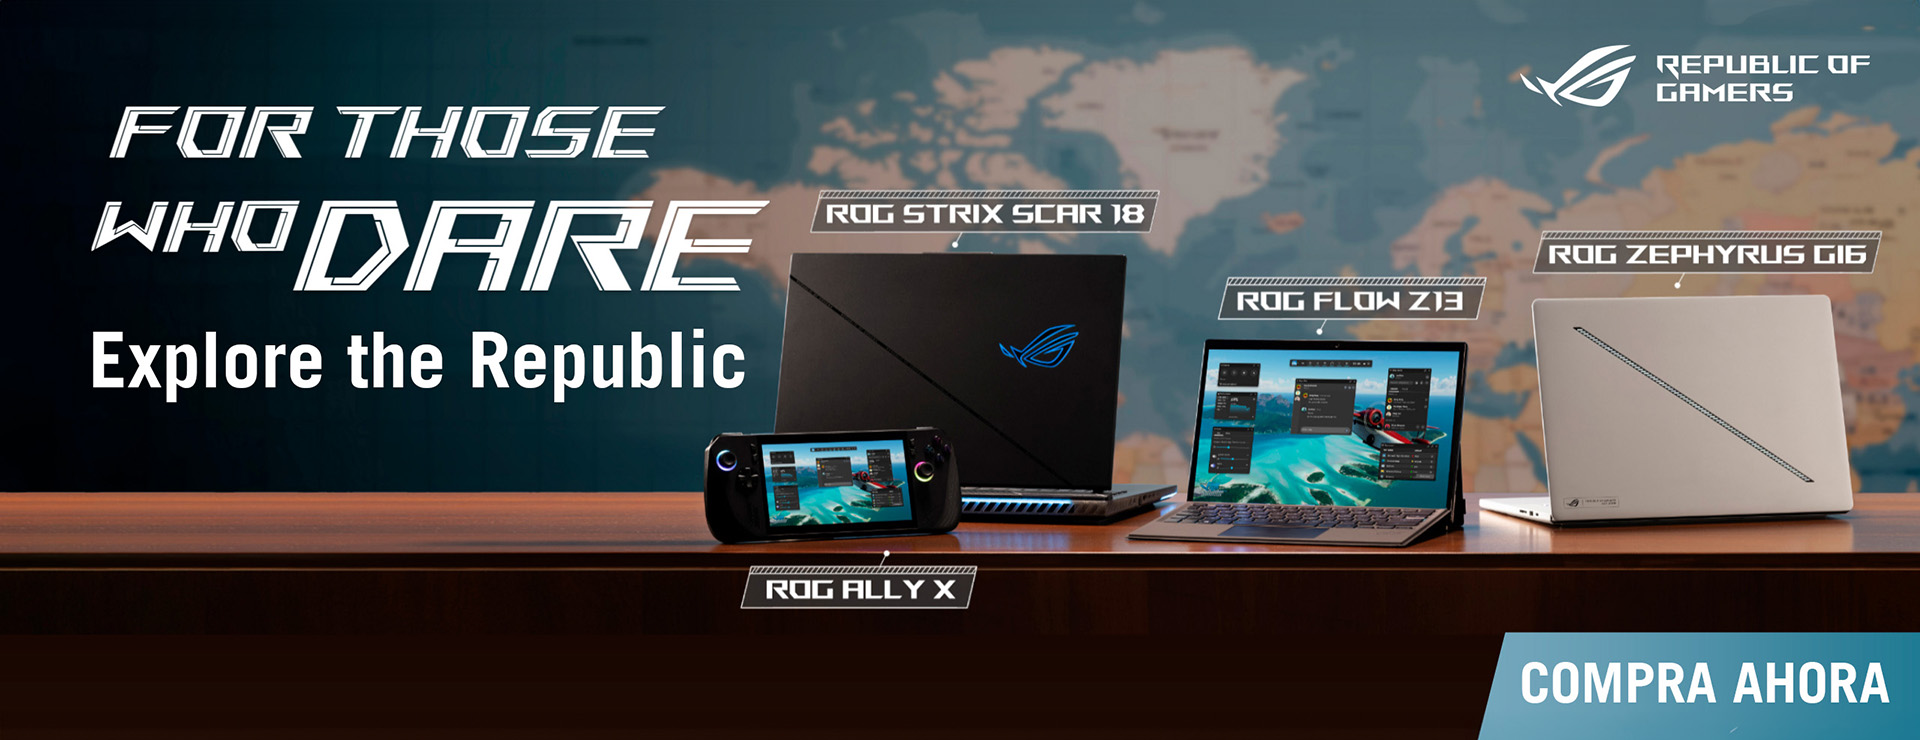 FOR THOSE
WHO DARE
Explore the Republic
REPUBLIC OF
GAMERS
ROG STRIX SCAR 18
ROG FLOW Z13
ROG ZEPHYRUS G16
ROG ALLY X
COMPRA AHORA